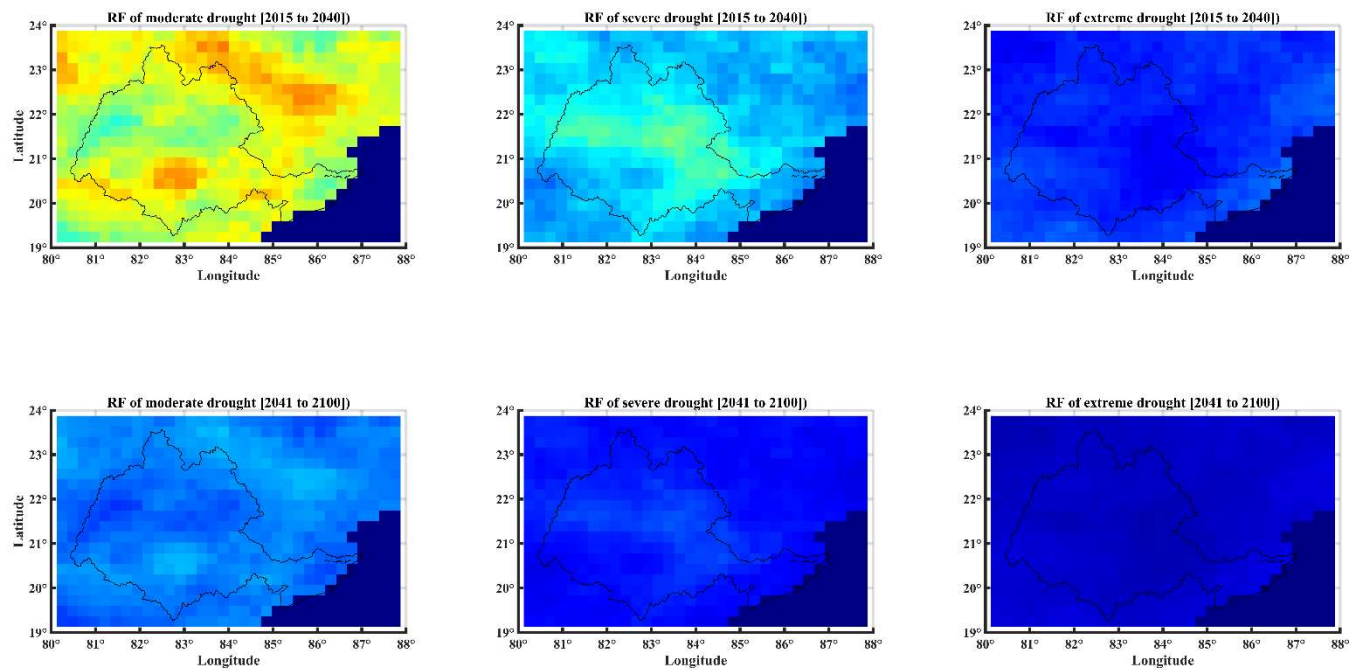 RF of moderate drought [2015 to 2040)
RF of severe drought [2015 to 2040)
RF of extreme drought [2015 to 2040)
24°
23°
22°
21°
20°
19°
Latitude
80° 81° 82° 83° 84° 85° 86° 87° 88°
Longitude
24°
23°
22°
21°
20°
19°
80° 81° 82° 83° 84° 85° 86° 87° 88°
Longitude
24°
23°
22°
21°
20°
19°
80° 81° 82° 83° 84° 85° 86° 87° 88°
Longitude
RF of moderate drought [2041 to 2100])
RF of severe drought [2041 to 2100])
RF of extreme drought [2041 to 2100])
24°
23°
22°
21°
20°
19°
Latitude
80° 81° 82° 83° 84° 85° 86° 87° 88°
Longitude
24°
23°
22°
21°
20°
19°
80° 81° 82° 83° 84° 85° 86° 87° 88°
Longitude
24°
23°
22°
21°
20°
19°
80° 81° 82° 83° 84° 85° 86° 87° 88°
Longitude